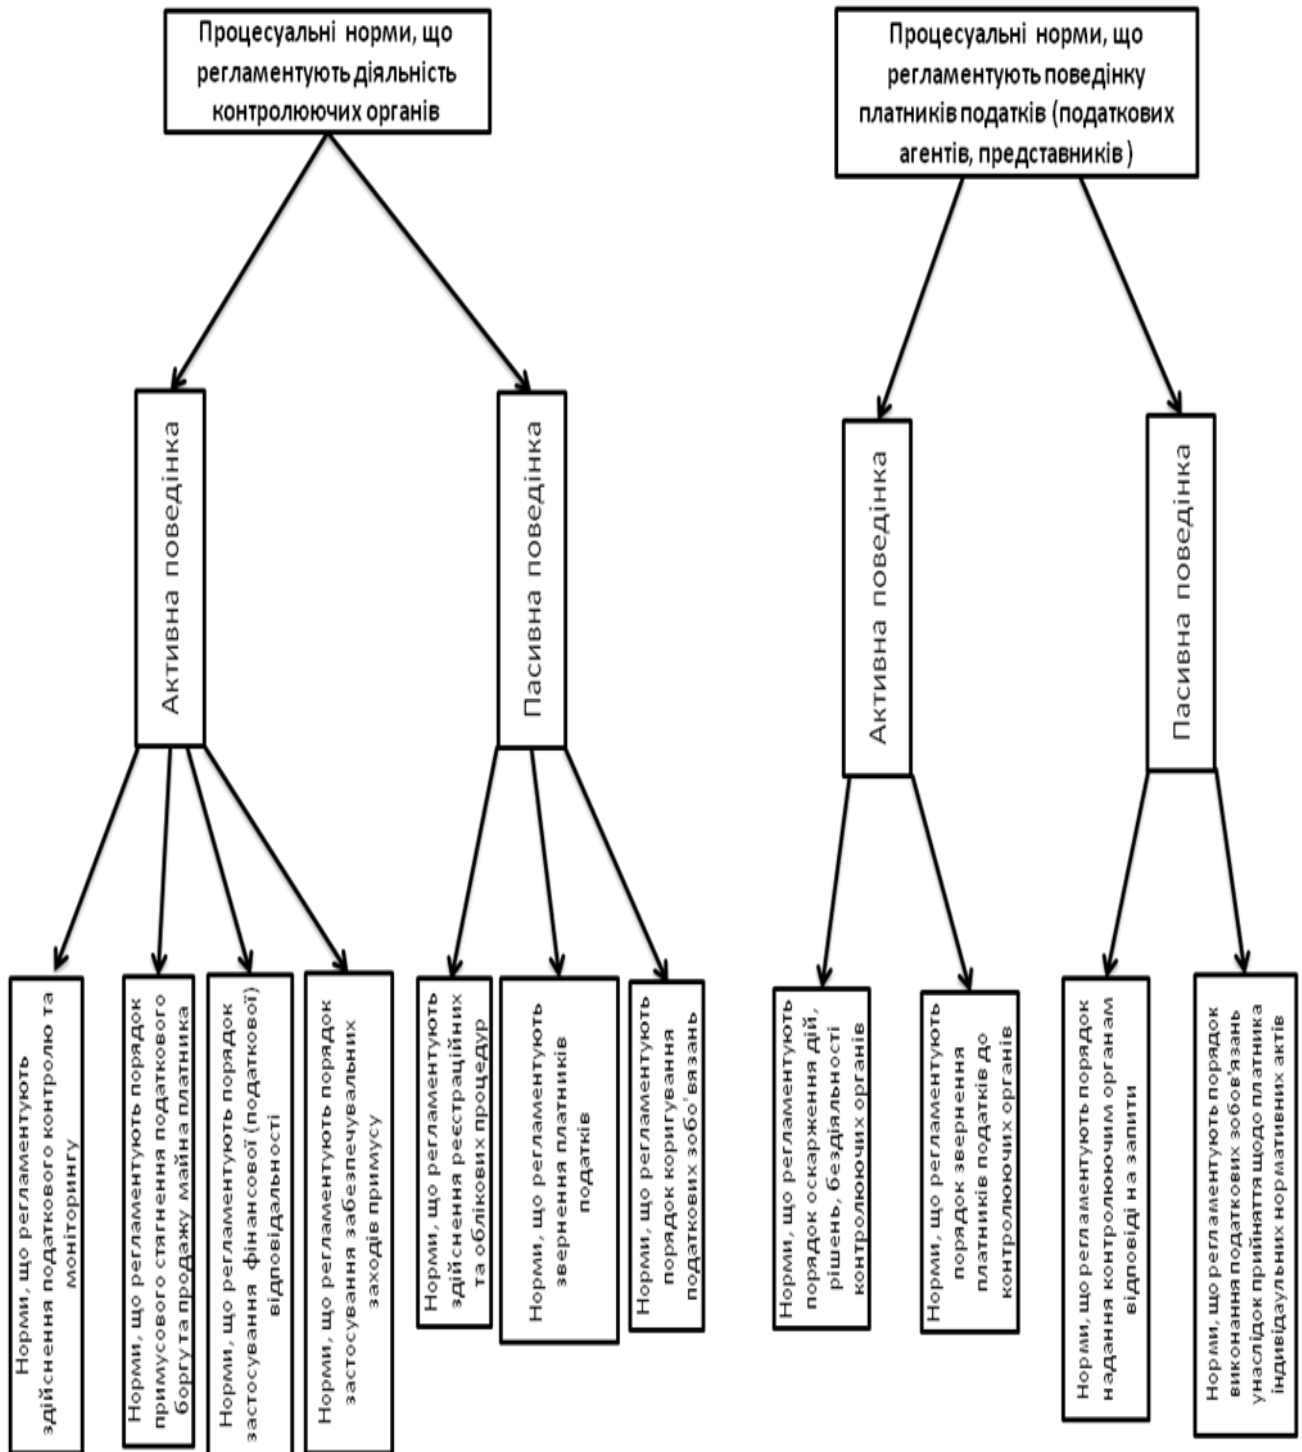 Процесуальні норми, що
регламентують діяльність
контролюючих органів
Процесуальні норми, що
регламентують поведінку
платників податків (податкових
агентів, представників )
Активна поведінка
Пасивна поведінка
Активна поведінка
Пасивна поведінка
Норми, що регламентують
здійснення податкового контролю та
моніторингу
Норми, що регламентують порядок
примусового стягнення податкового
боргу та продажу майна платника
Норми, що регламентують порядок
застосування фінансової (податкової)
відповідальності
Норми, що регламентують порядок
застосування забезпечувальних
заходів примусу
Норми, що регламентують
здійснення реєстраційних
та облікових процедур
Норми, що регламентують
звернення платників
податків
Норми, що регламентують
порядок коригування
податкових зобо'вязань
Норми, що регламентують
порядок оскарження дій,
рішень, бездіяльності
контролюючих органів
Норми, що регламентують
порядок звернення
платників податків до
контролюючих органів
Норми, що регламентують порядок
надання контролюючим органам
відповіді на запити
Норми, що регламентують порядок
виконання податкових зобов'язань
унаслідок прийняття щодо платника
індивідаульних нормативних актів